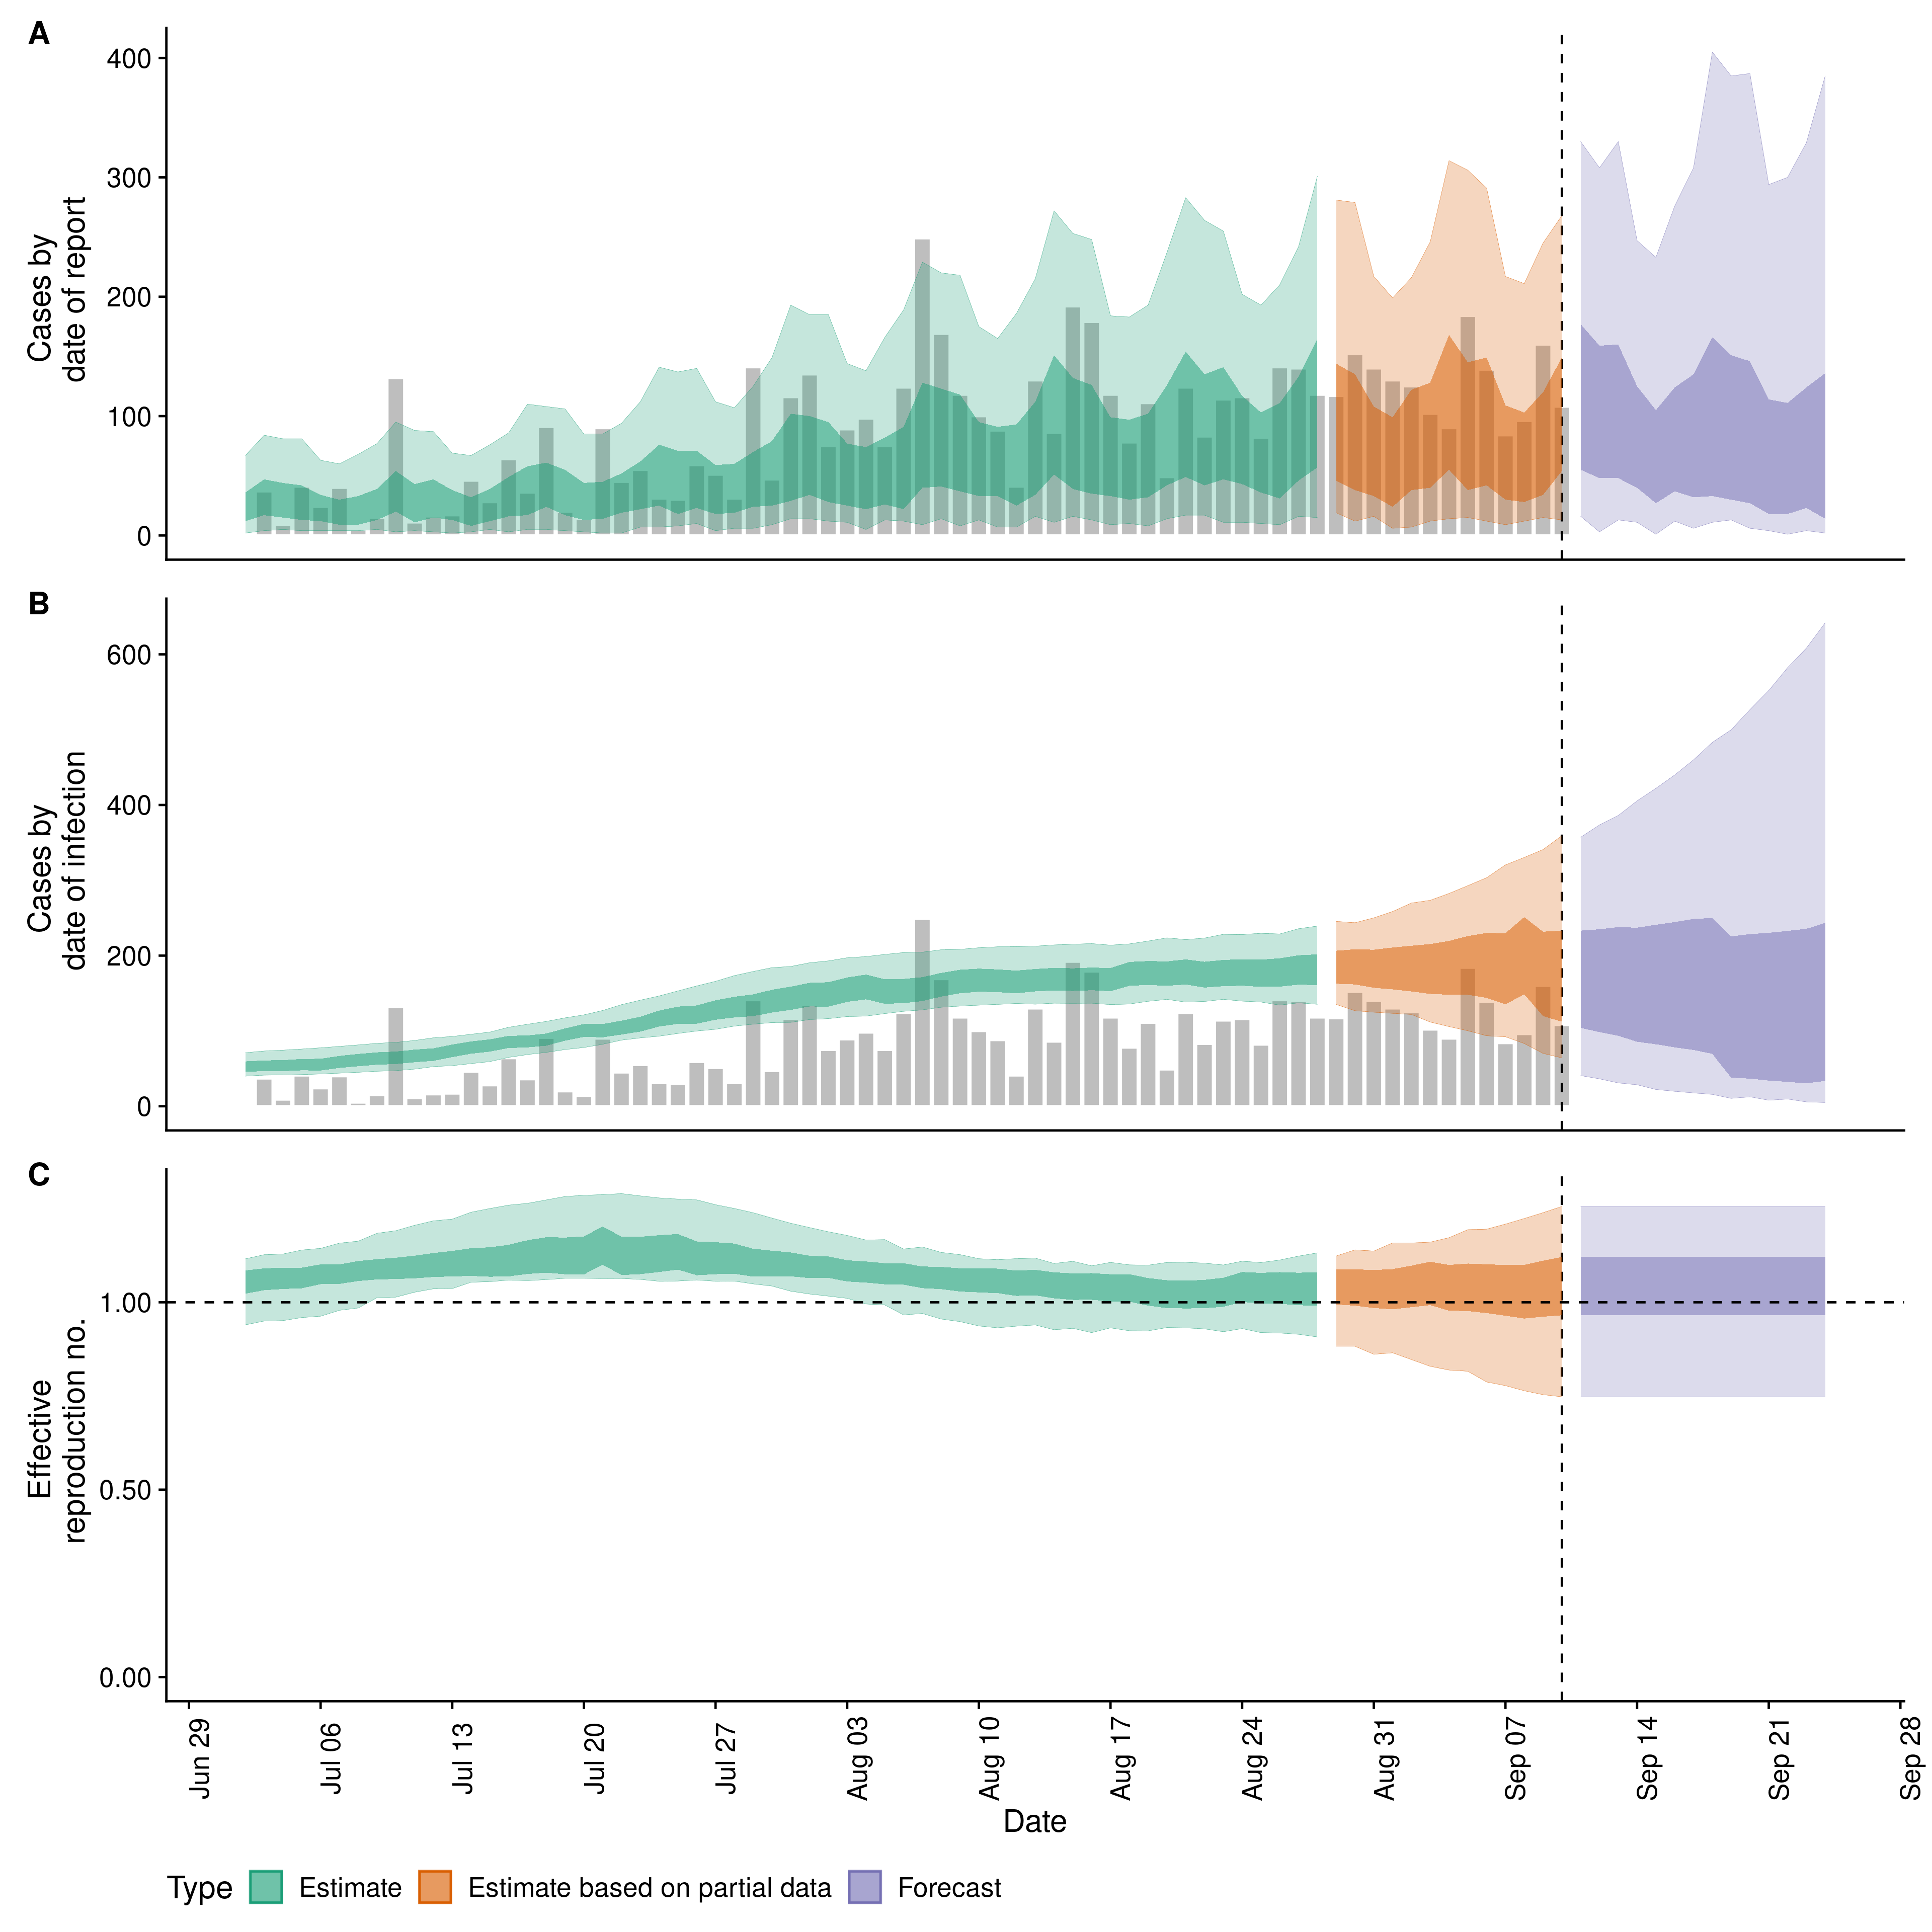 A
400
300
200
100
0
Cases by
date of report
B
600
400
200
0
Cases by
date of infection
C
1.00
0.50
0.00
Effective
reproduction no.
Jun 29
Jul 06
Jul 13
Jul 20
Jul 27
Aug 03
Aug 10
Aug 17
Aug 24
Aug 31
Sep 07
Sep 14
Sep 21
Sep 28
Date
Type Estimate Estimate based on partial data Forecast